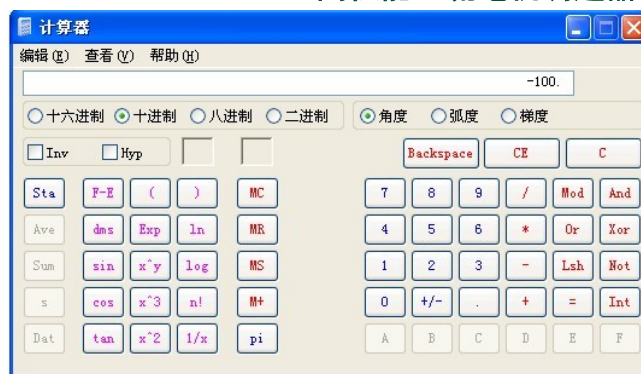 计算器
编辑(E) 查看(V) 帮助(H)
-100.
十六进制 十进制 八进制 二进制 角度 弧度 梯度
Inv Hyp Backspace CE C
Sta F-E ( ) MC 7 8 9 / Mod And
Ave dms Exp ln MR 4 5 6 * Or Xor
Sum sin x^y log MS 1 2 3 - Lsh Not
s cos x^3 n! M+ 0 +/- . + = Int
Dat tan x^2 1/x pi A B C D E F